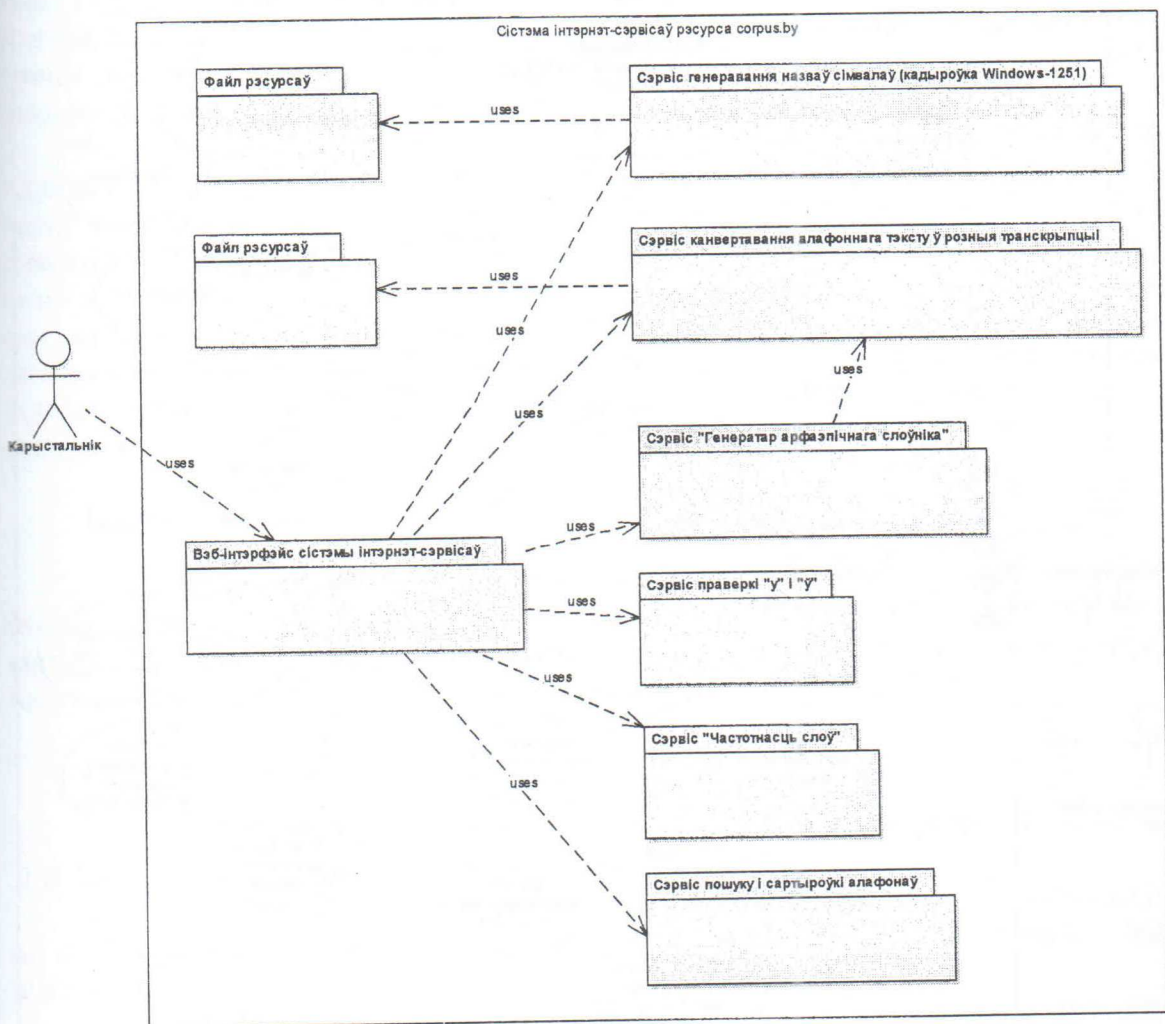 Сістэма інтэрнэт-сэрвісаў рэсурса corpus.by
Файл рэсурсаў
Сэрвіс генеравання назваў сімвалаў (кадыроўка Windows-1251)
uses
Файл рэсурсаў
Сэрвіс канвертавання алафоннага тэксту ў розныя транскрыпцыі
uses
uses
uses
uses
Карыстальнік
uses
Сэрвіс "Генератар арфаэпічнага слоўніка"
uses
Вэб-інтэрфэйс сістэмы інтэрнэт-сэрвісаў
Сэрвіс праверкі "у" і "ў"
uses
uses
Сэрвіс "Частотнасць слоў"
uses
Сэрвіс пошуку і сартыроўкі алафонаў